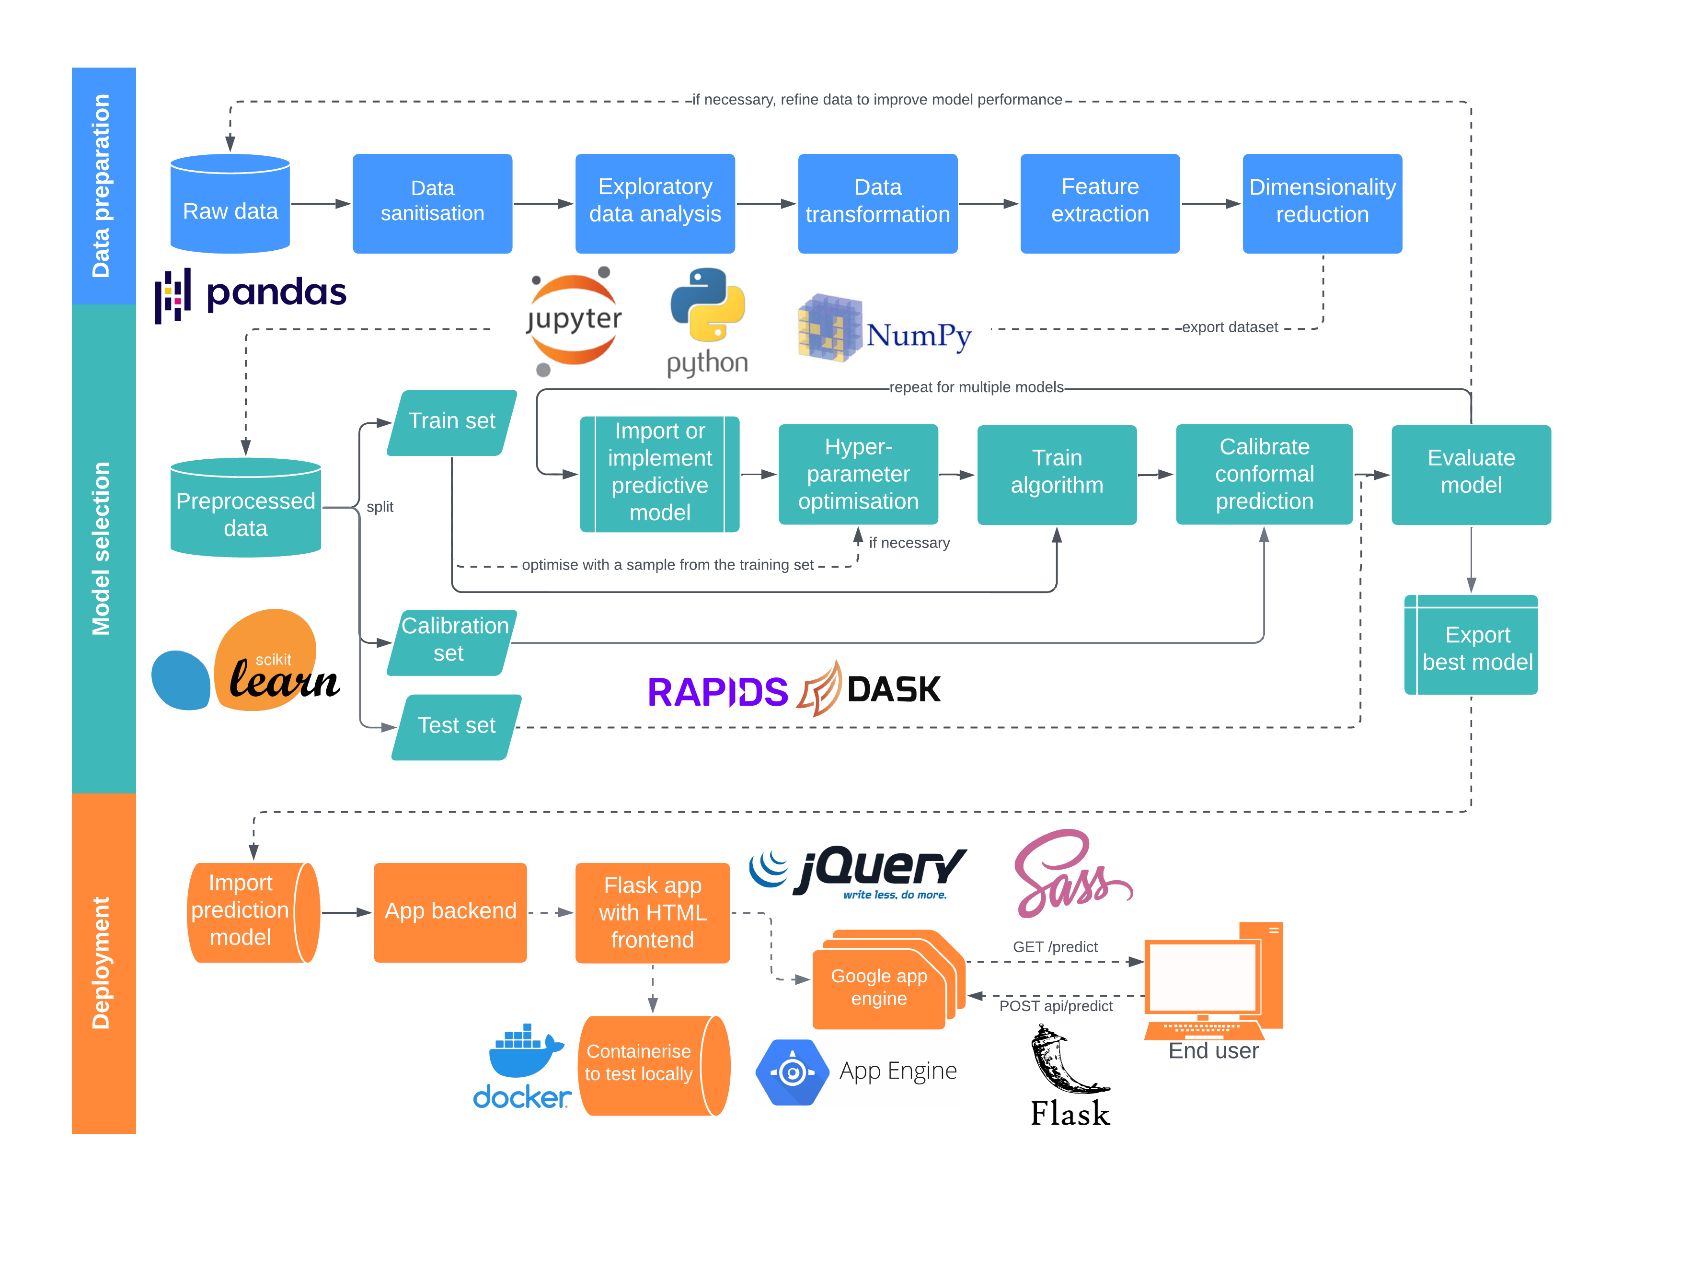 Data preparation
if necessary, refine data to improve model performance
Raw data
Data
sanitisation
Exploratory
data analysis
Data
transformation
Feature
extraction
Dimensionality
reduction
pandas
jupyter
python
NumPy
export dataset
Model selection
repeat for multiple models
Preprocessed
data
split
Train set
Import or
implement
predictive
model
Hyper-
parameter
optimisation
Train
algorithm
Calibrate
conformal
prediction
Evaluate
model
if necessary
optimise with a sample from the training set
Calibration
set
Export
best model
scikit
learn
RAPIDS
DASK
Test set
Deployment
Import
prediction
model
App backend
Flask app
with HTML
frontend
jQuery
write less, do more.
Sass
Google app
engine
GET /predict
POST api/predict
End user
docker
Containerise
to test locally
App Engine
Flask